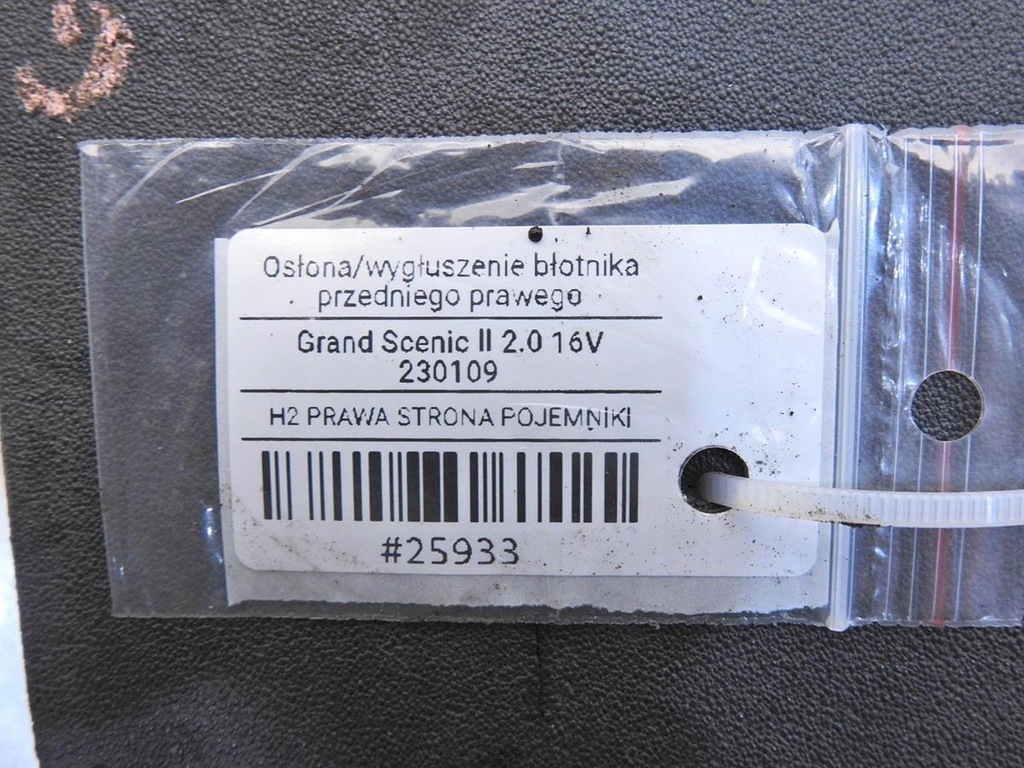 Osłona/wygłuszenie błotnika
przedniego prawego
Grand Scenic II 2.0 16V
230109
H2 PRAWA STRONA POJEMNIKI
#25933